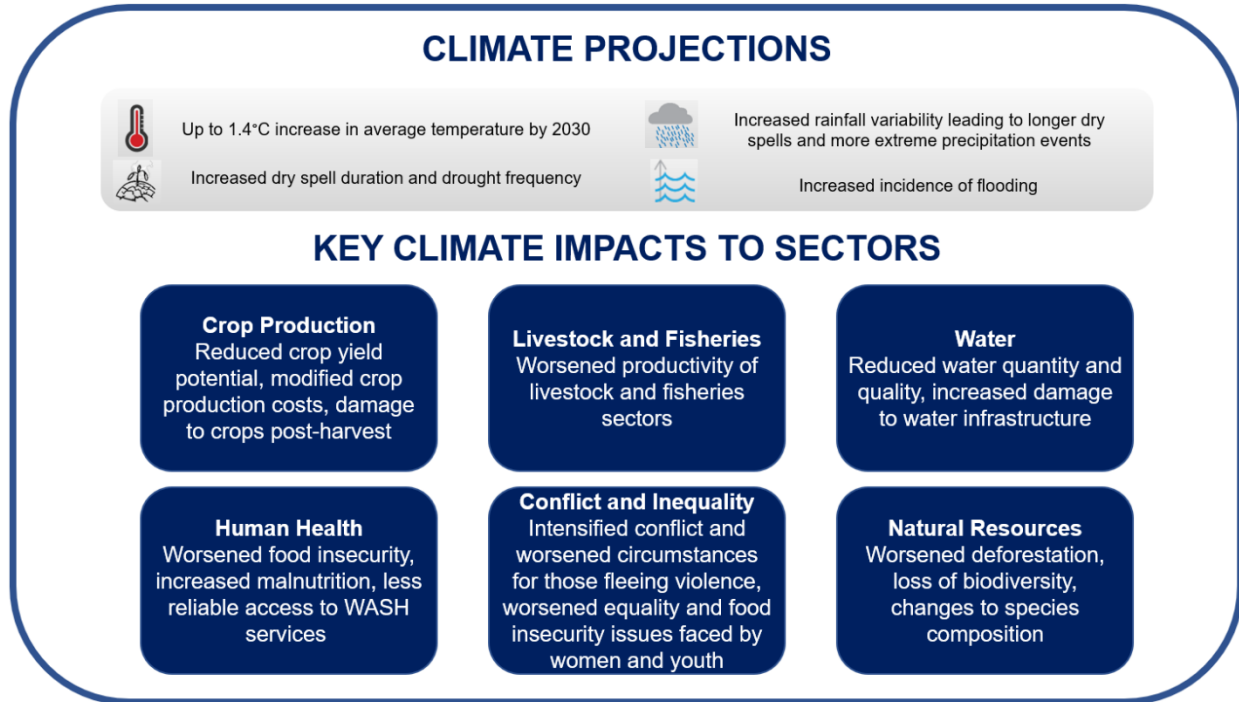 CLIMATE PROJECTIONS
Up to 1.4°C increase in average temperature by 2030
Increased rainfall variability leading to longer dry
spells and more extreme precipitation events
Increased dry spell duration and drought frequency
Increased incidence of flooding
KEY CLIMATE IMPACTS TO SECTORS
Crop Production
Reduced crop yield
potential, modified crop
production costs, damage
to crops post-harvest
Livestock and Fisheries
Worsened productivity of
livestock and fisheries
sectors
Water
Reduced water quantity and
quality, increased damage
to water infrastructure
Human Health
Worsened food insecurity,
increased malnutrition, less
reliable access to WASH
services
Conflict and Inequality
Intensified conflict and
worsened circumstances
for those fleeing violence,
worsened equality and food
insecurity issues faced by
women and youth
Natural Resources
Worsened deforestation,
loss of biodiversity,
changes to species
composition